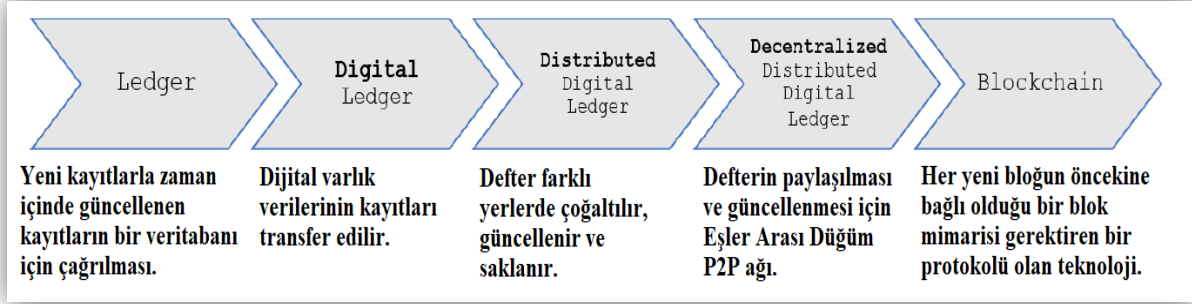 Ledger
Digital
Ledger
Distributed
Digital
Ledger
Decentralized
Distributed
Digital
Ledger
Blockchain
Yeni kayıtlarla zaman
içinde güncellenen
kayıtların bir veritabanı
için çağrılması.
Dijital varlık
verilerinin kayıtları
transfer edilir.
Defter farklı
yerlerde çoğaltılır,
güncellenir ve
saklanır.
Defterin paylaşılması
ve güncellenmesi için
Eşler Arası Düğüm
P2P ağı.
Her yeni bloğun öncekine
bağlı olduğu bir blok
mimarisi gerektiren bir
protokolü olan teknoloji.